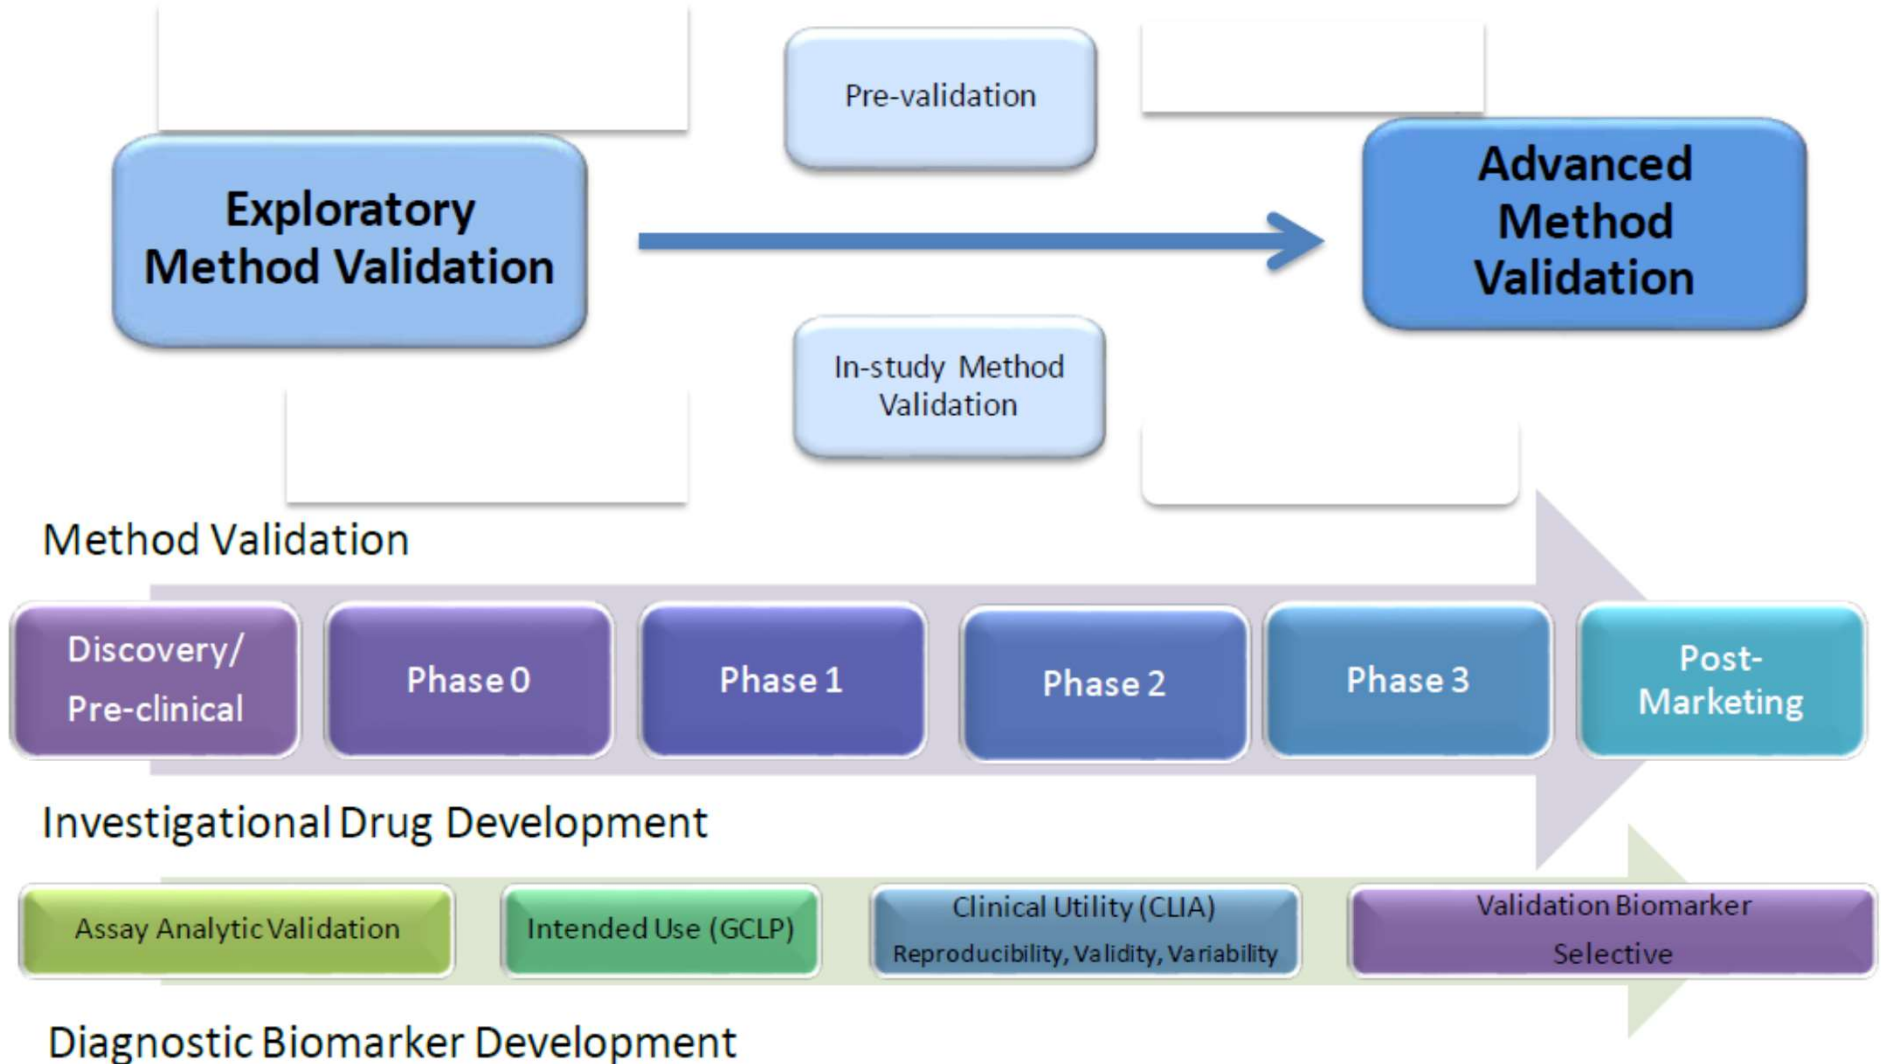 Pre-validation
Exploratory
Method Validation
Advanced
Method
Validation
In-study Method
Validation
Method Validation
Discovery/
Pre-clinical
Phase 0
Phase 1
Phase 2
Phase 3
Post-
Marketing
Investigational Drug Development
Assay Analytic Validation
Intended Use (GCLP)
Clinical Utility (CLIA)
Reproducibility, Validity, Variability
Validation Biomarker
Selective
Diagnostic Biomarker Development